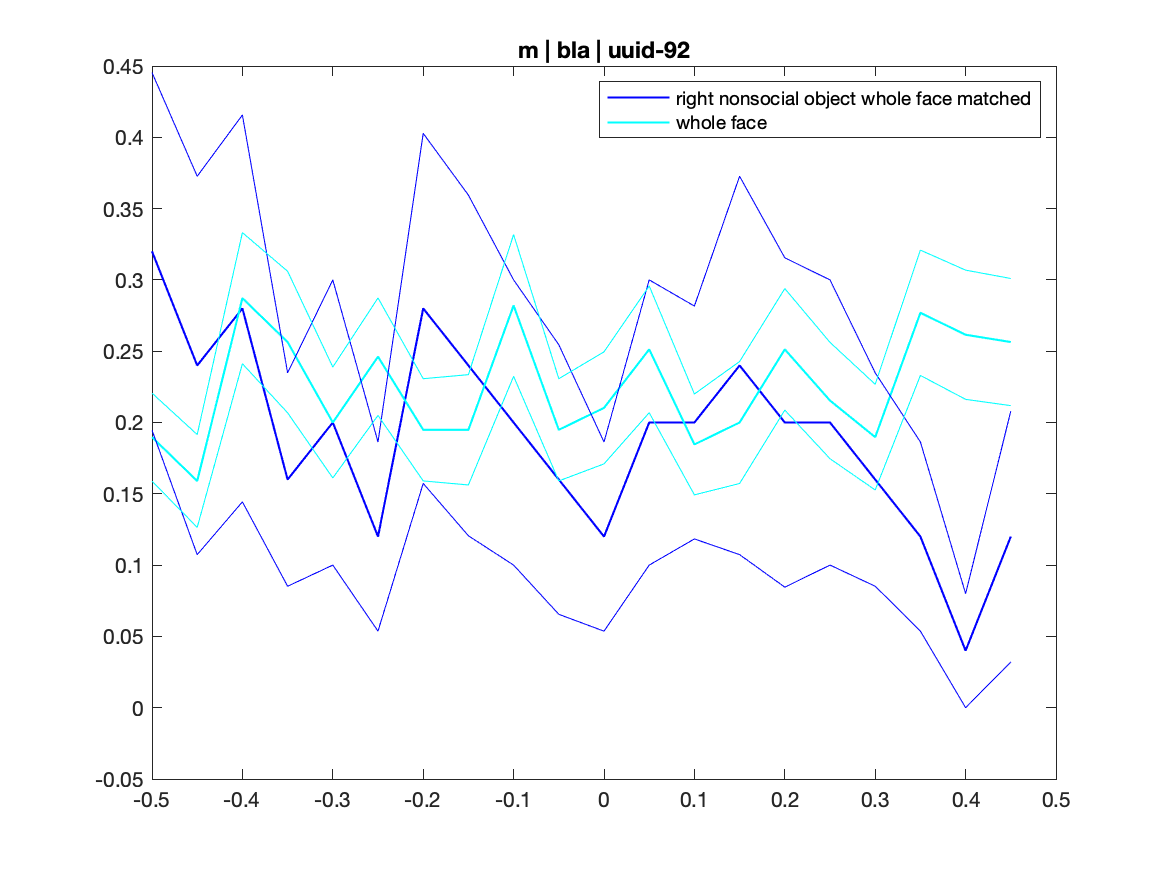 m | bla | uuid-92
right nonsocial object whole face matched
whole face
0.45
0.4
0.35
0.3
0.25
0.2
0.15
0.1
0.05
0
-0.05
-0.5 -0.4 -0.3 -0.2 -0.1 0 0.1 0.2 0.3 0.4 0.5